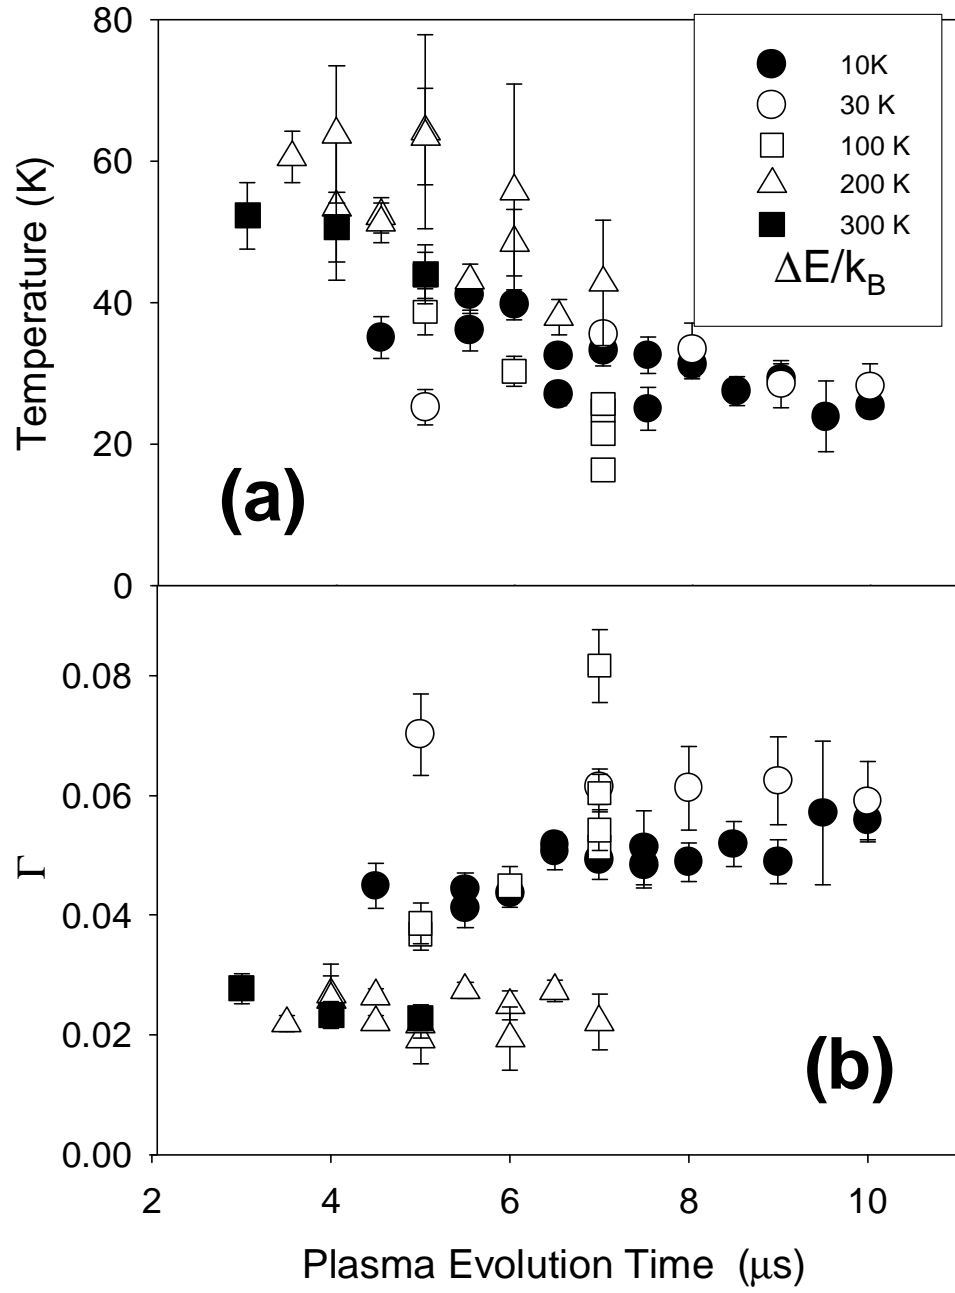 80
60
40
20
0
Temperature (K)
10K
30 K
100 K
200 K
300 K
ΔE/k_B
(a)
0.08
0.06
0.04
0.02
0.00
Γ
(b)
2 4 6 8 10
Plasma Evolution Time (μs)